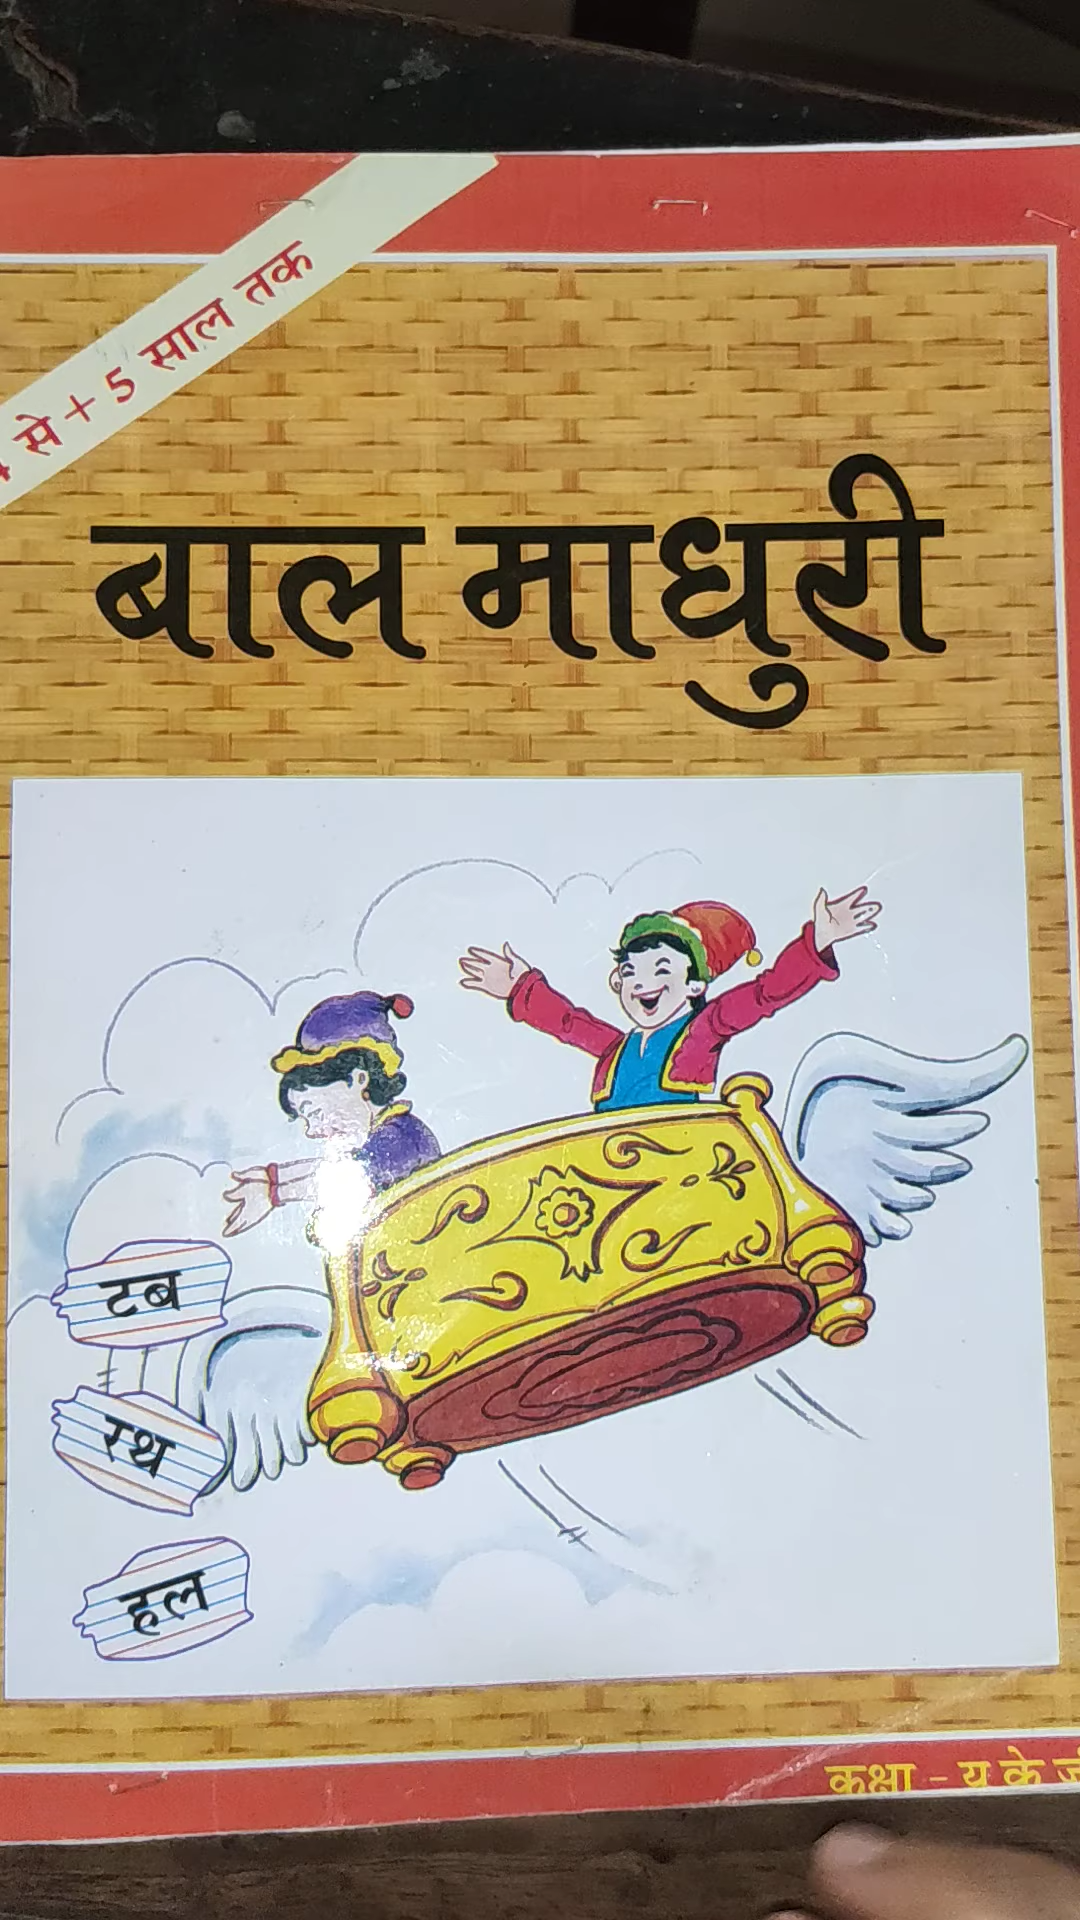 से + 5 साल तक
बाल माधुरी
टब
रथ
हल
कक्षा - यू के